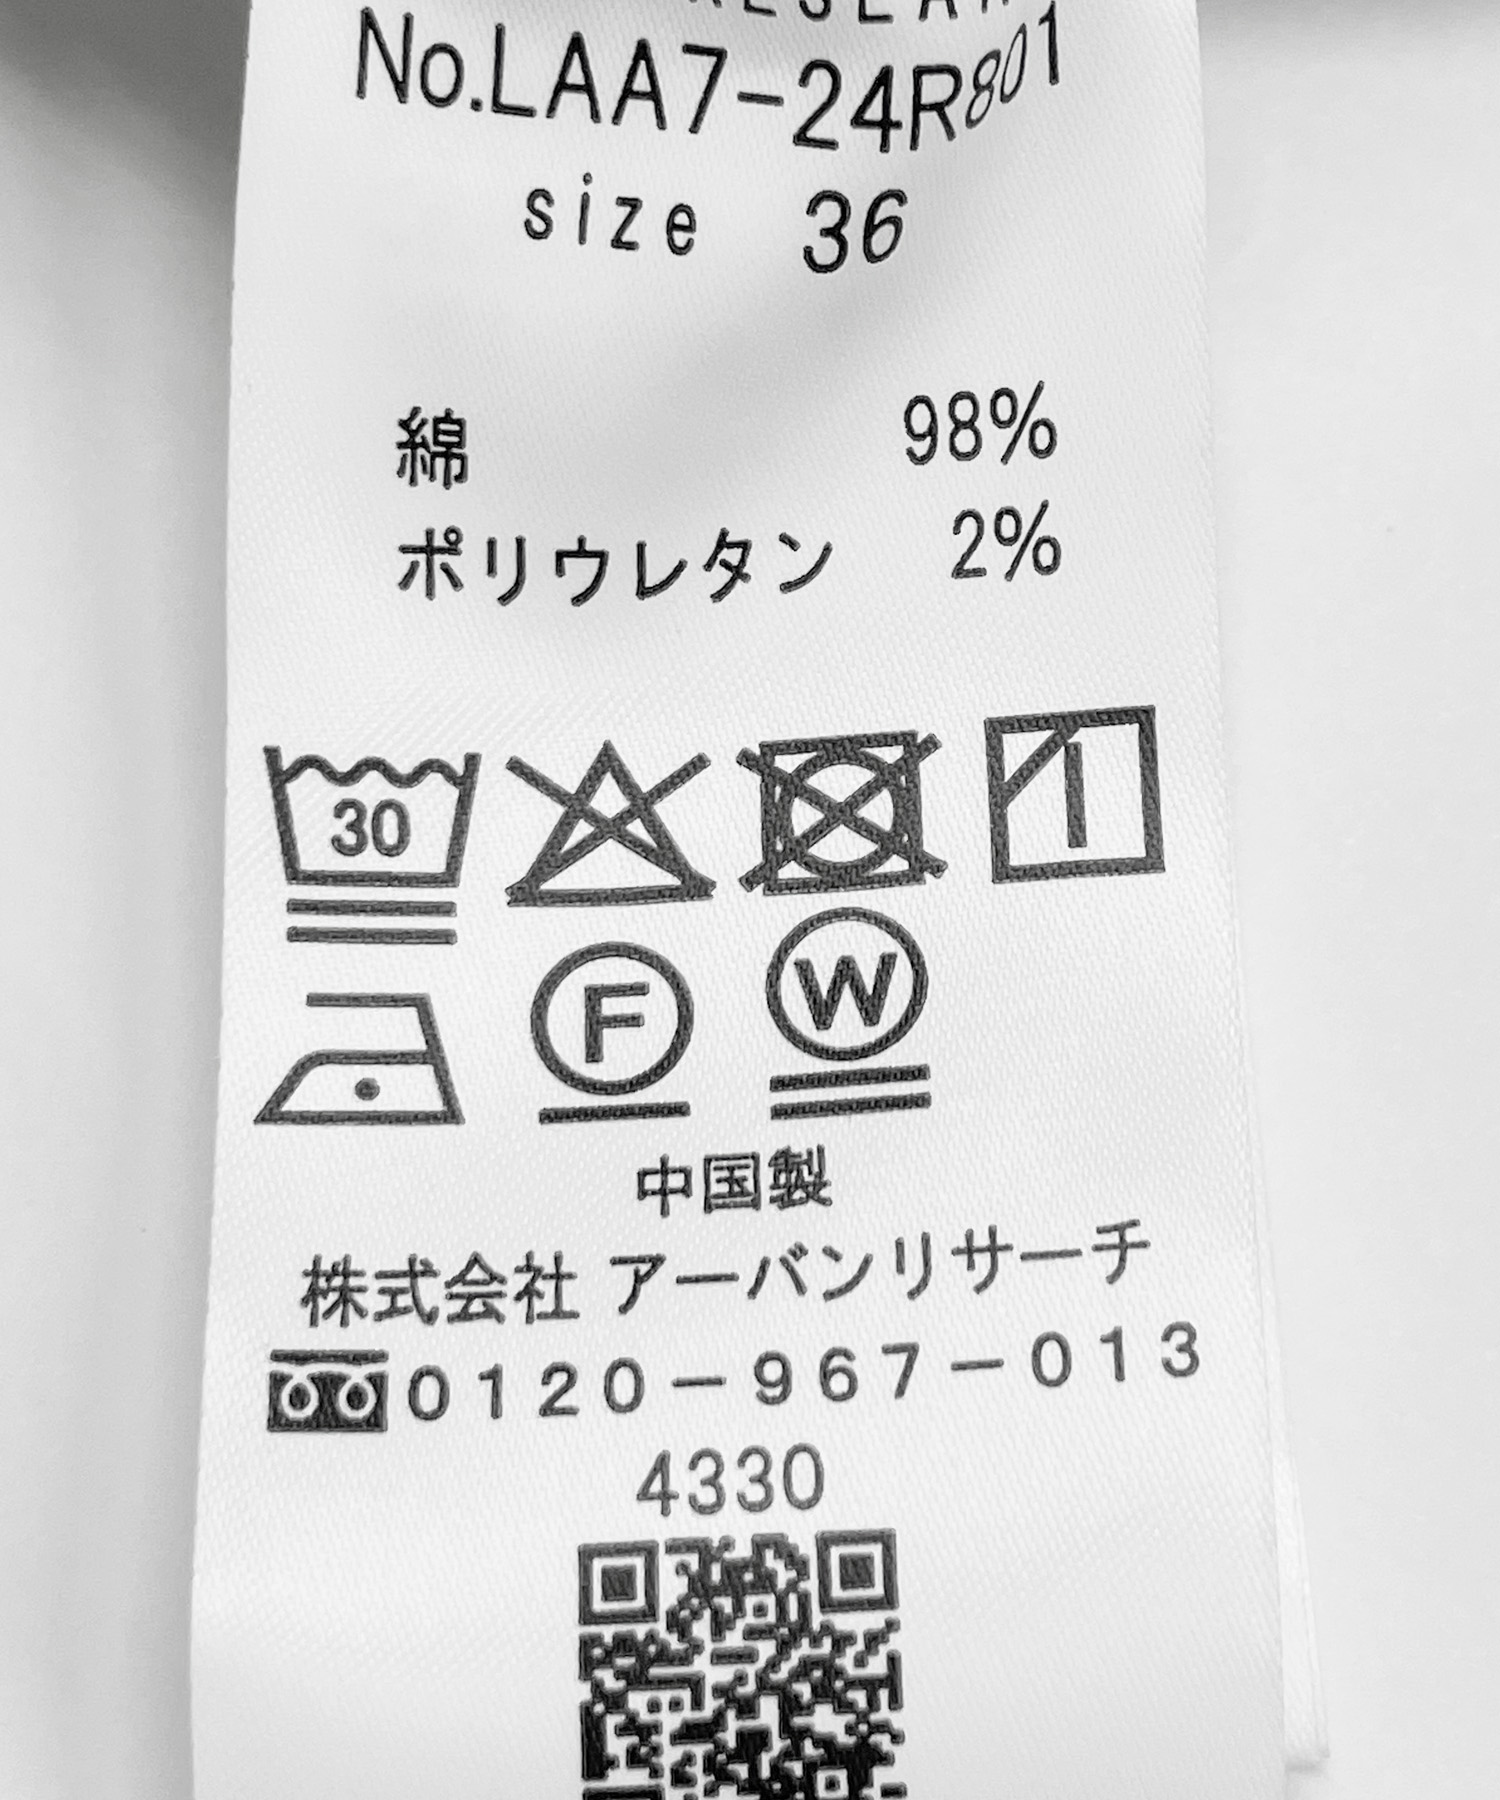 No.LAA7-24R801
size 36
綿 98%
ポリウレタン 2%
30
F W
中国製
株式会社 アーバンリサーチ
0120-967-013
4330